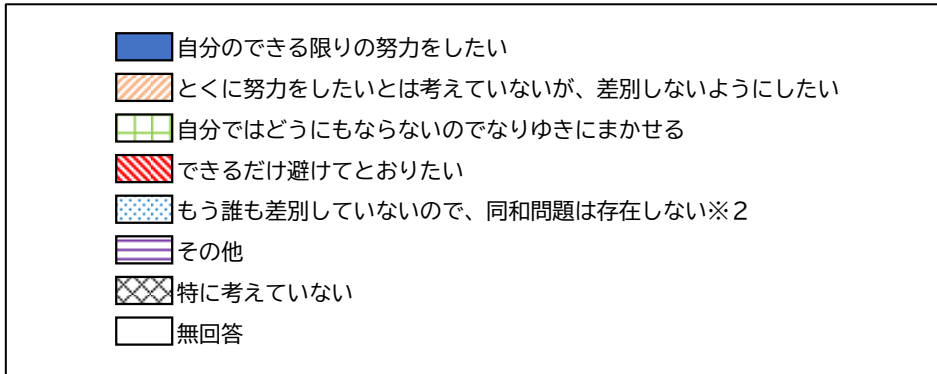 自分のできる限りの努力をしたい
とくに努力をしたいとは考えていないが、差別しないようにしたい
自分ではどうにもならないのでなりゆきにまかせる
できるだけ避けてとおりたい
もう誰も差別していないので、同和問題は存在しない※２
その他
特に考えていない
無回答